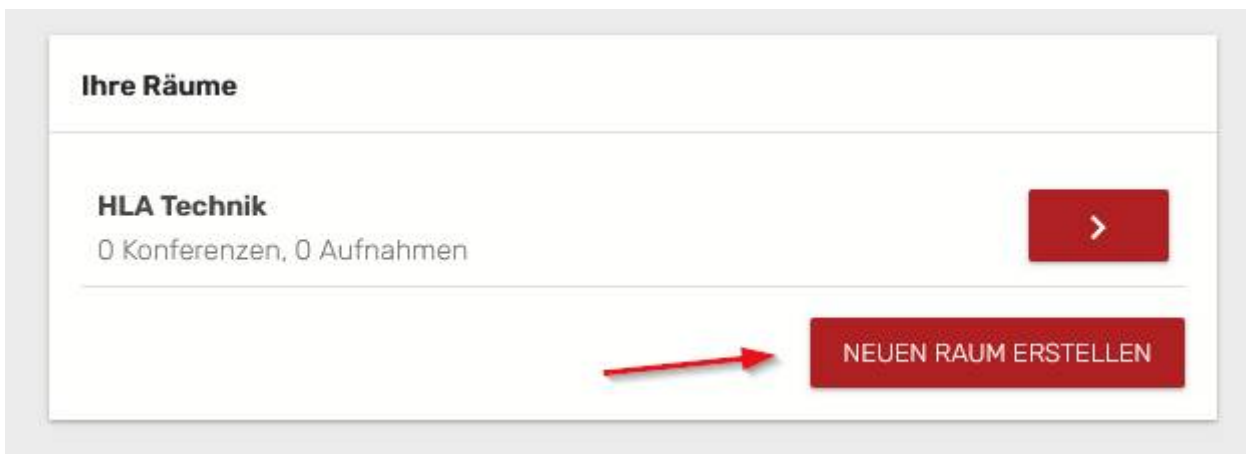 Ihre Räume
HLA Technik
0 Konferenzen, 0 Aufnahmen
NEUEN RAUM ERSTELLEN